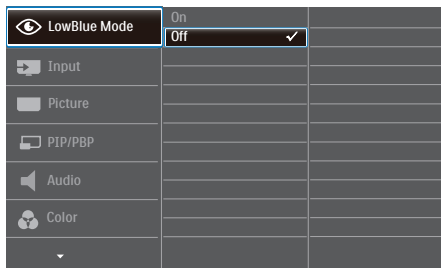 LowBlue Mode
On
Off
Input
Picture
PIP/PBP
Audio
Color